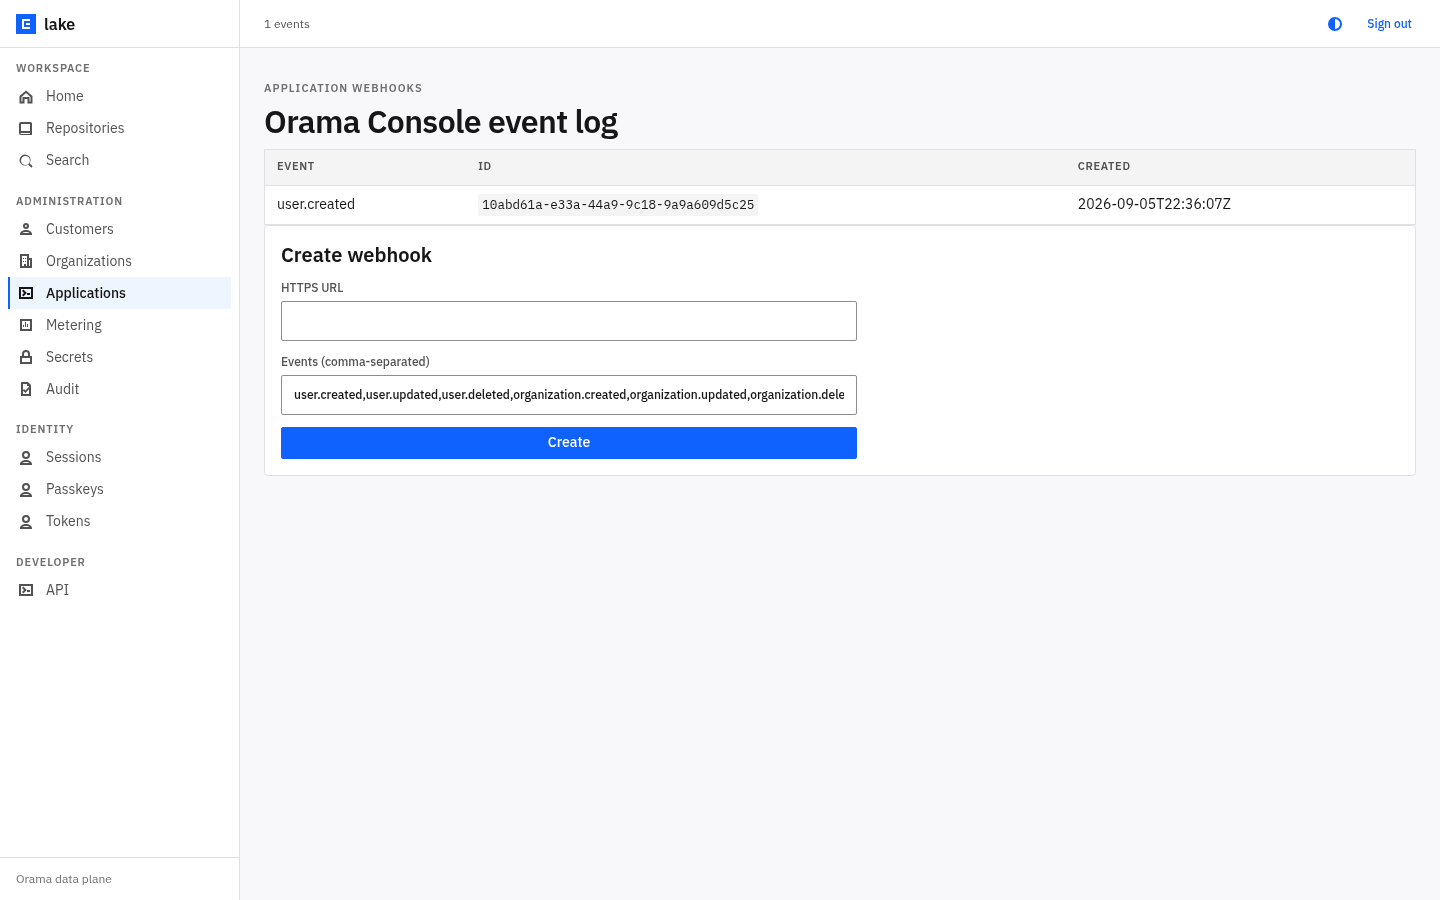 lake
1 events
Sign out
WORKSPACE
Home
Repositories
Search
ADMINISTRATION
Customers
Organizations
Applications
Metering
Secrets
Audit
IDENTITY
Sessions
Passkeys
Tokens
DEVELOPER
API
Orama data plane
APPLICATION WEBHOOKS
Orama Console event log
EVENT ID CREATED
user.created 10abd61a-e33a-44a9-9c18-9a9a609d5c25 2026-09-05T22:36:07Z
Create webhook
HTTPS URL
Events (comma-separated)
user.created,user.updated,user.deleted,organization.created,organization.updated,organization.dele
Create